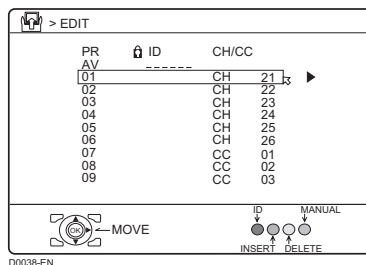 > EDIT
PR ID CH/CC
AV ------
01 CH 21
02 CH 22
03 CH 23
04 CH 24
05 CH 25
06 CH 26
07 CC 01
08 CC 02
09 CC 03
OK MOVE
ID MANUAL
INSERT DELETE
D0038-EN